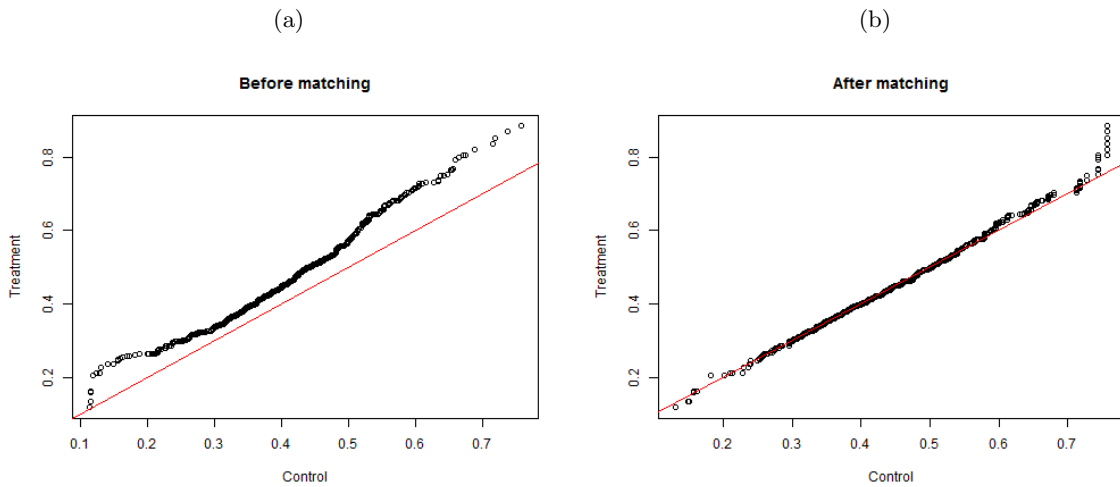 (a)
Before matching
Treatment
0.8
0.6
0.4
0.2
0.1 0.2 0.3 0.4 0.5 0.6 0.7
Control
(b)
After matching
Treatment
0.8
0.6
0.4
0.2
0.2 0.3 0.4 0.5 0.6 0.7
Control